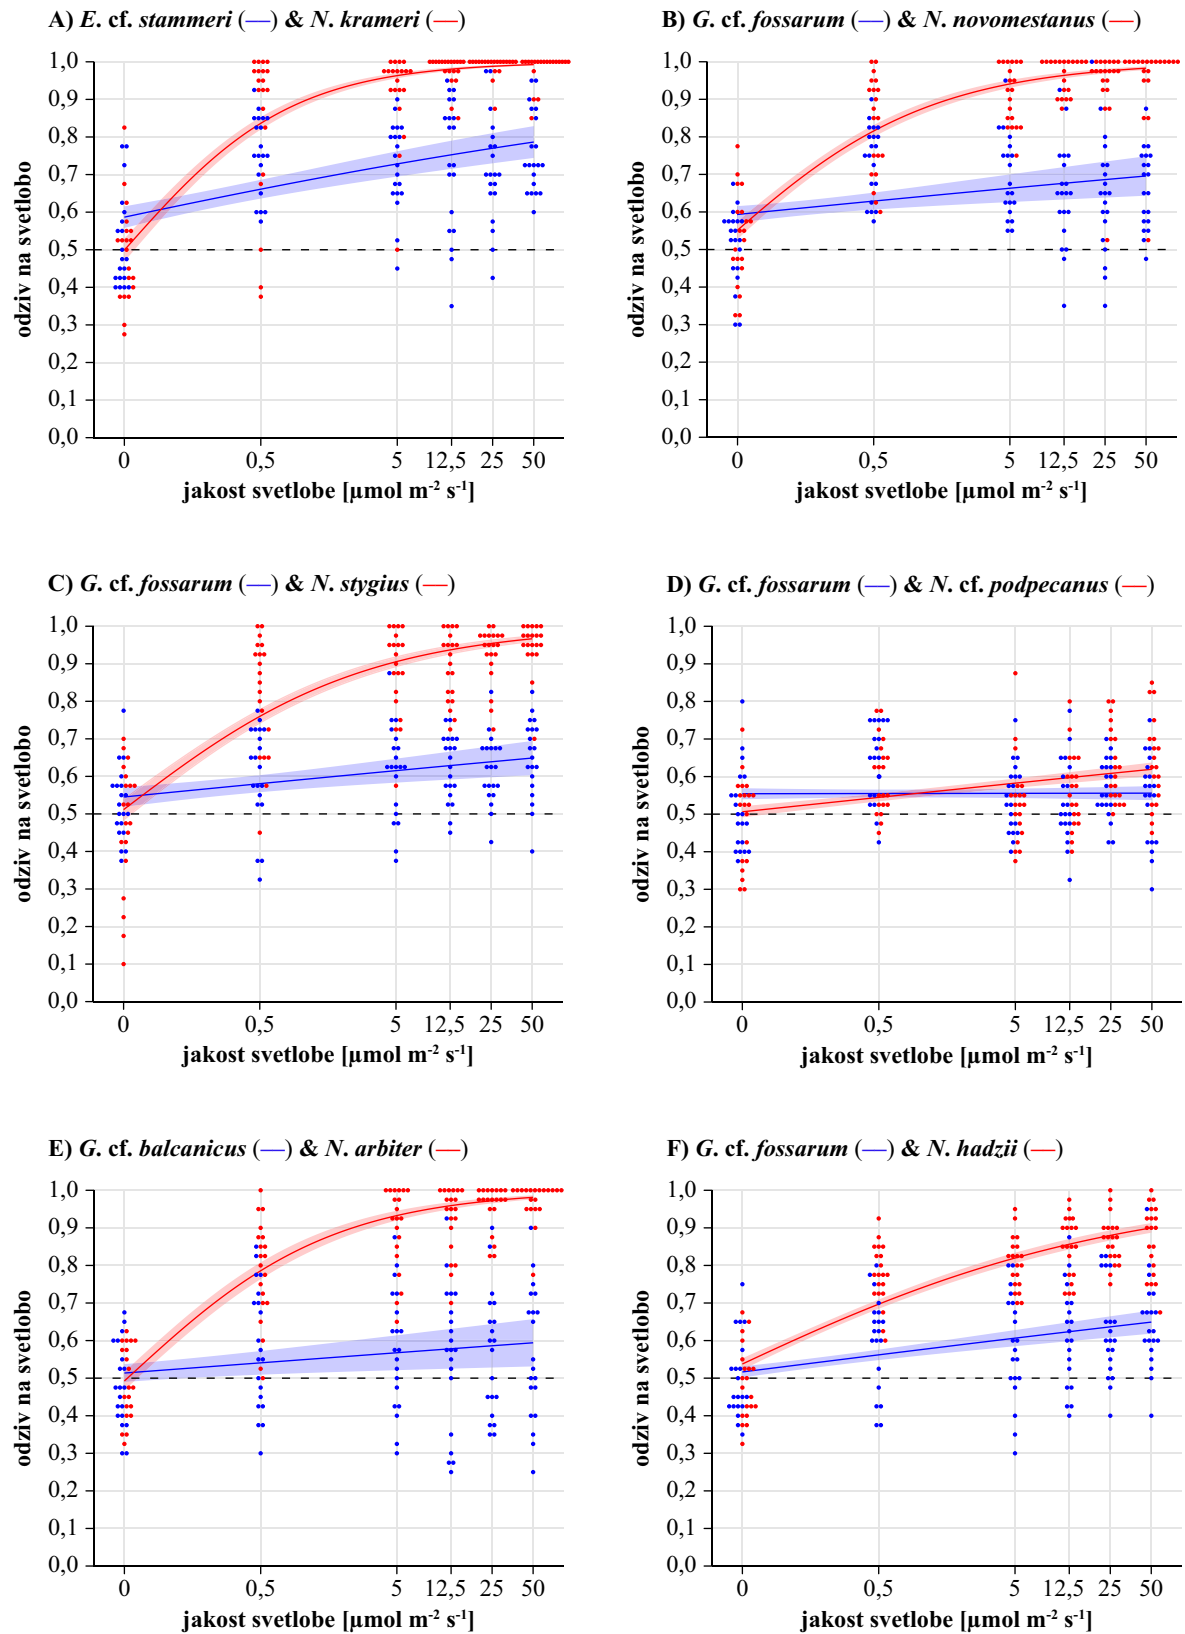 A) E. cf. stammeri (—) & N. krameri (—)
odziv na svetlobo
1,0
0,9
0,8
0,7
0,6
0,5
0,4
0,3
0,2
0,1
0,0
0 0,5 5 12,5 25 50
jakost svetlobe [µmol m⁻² s⁻¹]
B) G. cf. fossarum (—) & N. novomestanus (—)
odziv na svetlobo
1,0
0,9
0,8
0,7
0,6
0,5
0,4
0,3
0,2
0,1
0,0
0 0,5 5 12,5 25 50
jakost svetlobe [µmol m⁻² s⁻¹]
C) G. cf. fossarum (—) & N. stygius (—)
odziv na svetlobo
1,0
0,9
0,8
0,7
0,6
0,5
0,4
0,3
0,2
0,1
0,0
0 0,5 5 12,5 25 50
jakost svetlobe [µmol m⁻² s⁻¹]
D) G. cf. fossarum (—) & N. cf. podpecanus (—)
odziv na svetlobo
1,0
0,9
0,8
0,7
0,6
0,5
0,4
0,3
0,2
0,1
0,0
0 0,5 5 12,5 25 50
jakost svetlobe [µmol m⁻² s⁻¹]
E) G. cf. balcanicus (—) & N. arbiter (—)
odziv na svetlobo
1,0
0,9
0,8
0,7
0,6
0,5
0,4
0,3
0,2
0,1
0,0
0 0,5 5 12,5 25 50
jakost svetlobe [µmol m⁻² s⁻¹]
F) G. cf. fossarum (—) & N. hadzii (—)
odziv na svetlobo
1,0
0,9
0,8
0,7
0,6
0,5
0,4
0,3
0,2
0,1
0,0
0 0,5 5 12,5 25 50
jakost svetlobe [µmol m⁻² s⁻¹]